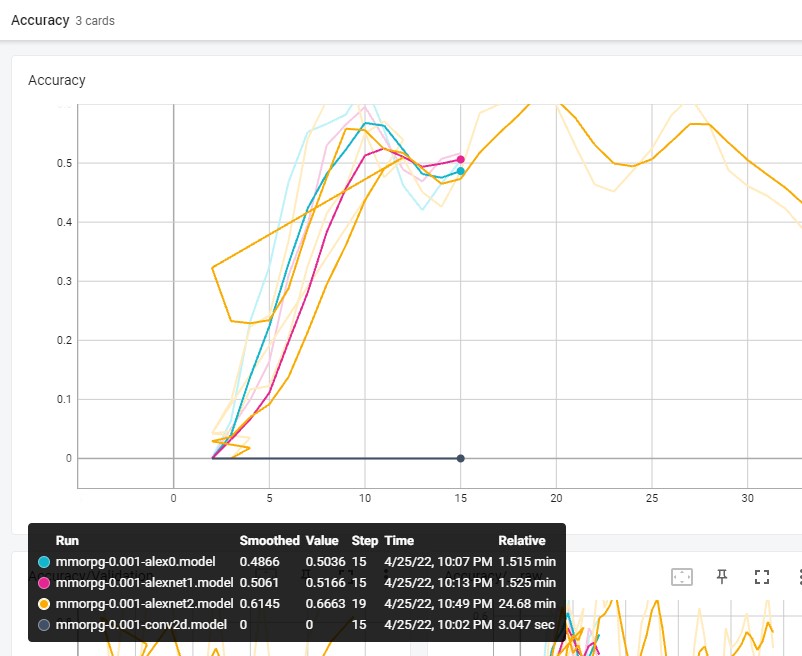 Accuracy 3 cards
Accuracy
0.5
0.4
0.3
0.2
0.1
0
0 5 10 15 20 25 30
Run Smoothed Value Step Time Relative
mmorpg-0.001-alex0.model 0.4866 0.5036 15 4/25/22, 10:07 PM 1.515 min
mmorpg-0.001-alexnet1.model 0.5061 0.5166 15 4/25/22, 10:13 PM 1.525 min
mmorpg-0.001-alexnet2.model 0.6145 0.6663 19 4/25/22, 10:49 PM 24.68 min
mmorpg-0.001-conv2d.model 0 0 15 4/25/22, 10:02 PM 3.047 sec